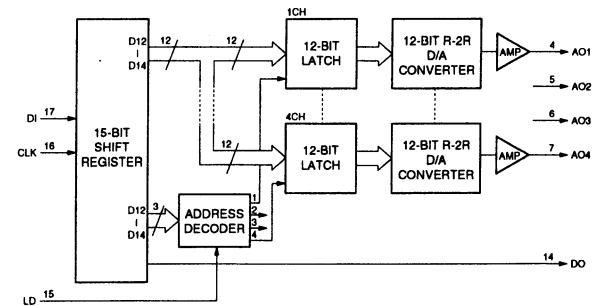 1CH
D12
|
D14
12
12
12-BIT
LATCH
12-BIT R-2R
D/A
CONVERTER
AMP
4
AO1
5
AO2
6
AO3
DI
17
CLK
16
15-BIT
SHIFT
REGISTER
4CH
12
12-BIT
LATCH
12-BIT R-2R
D/A
CONVERTER
AMP
7
AO4
D12
|
D14
3
ADDRESS
DECODER
1
2
3
4
14
DO
LD
15